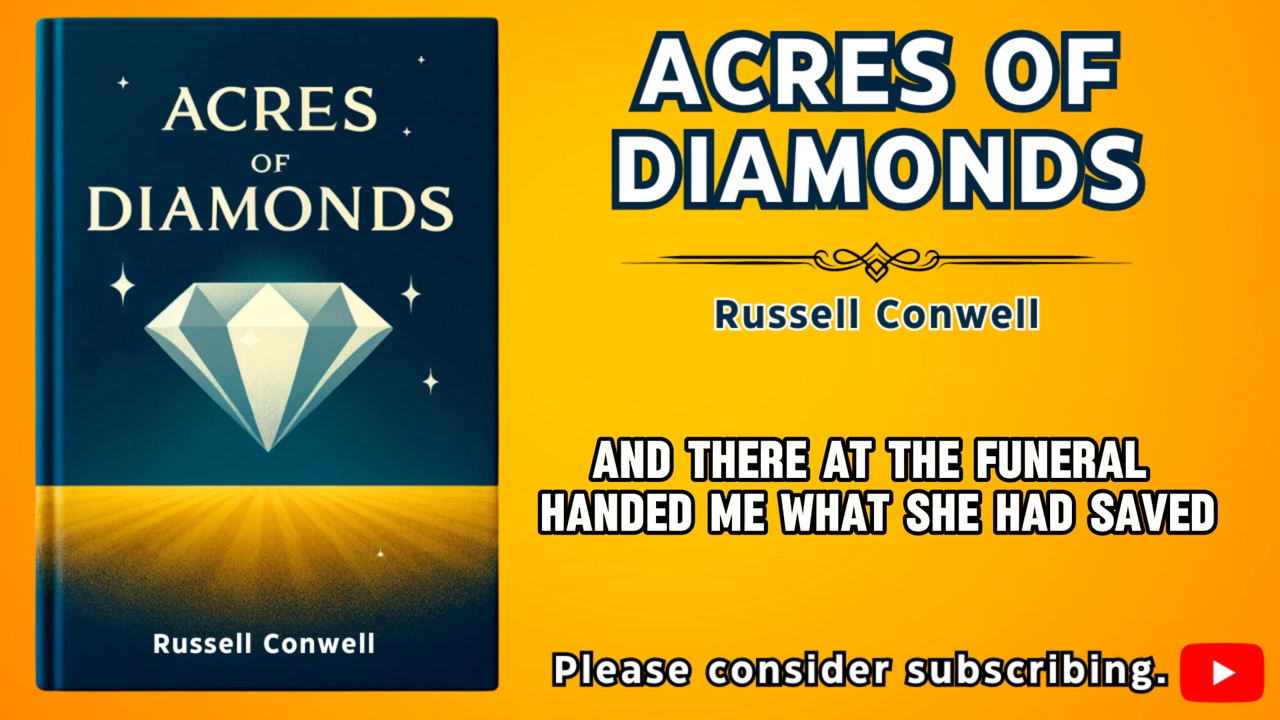 ACRES
OF
DIAMONDS
Russell Conwell
ACRES OF
DIAMONDS
Russell Conwell
AND THERE AT THE FUNERAL
HANDED ME WHAT SHE HAD SAVED
Please consider subscribing.